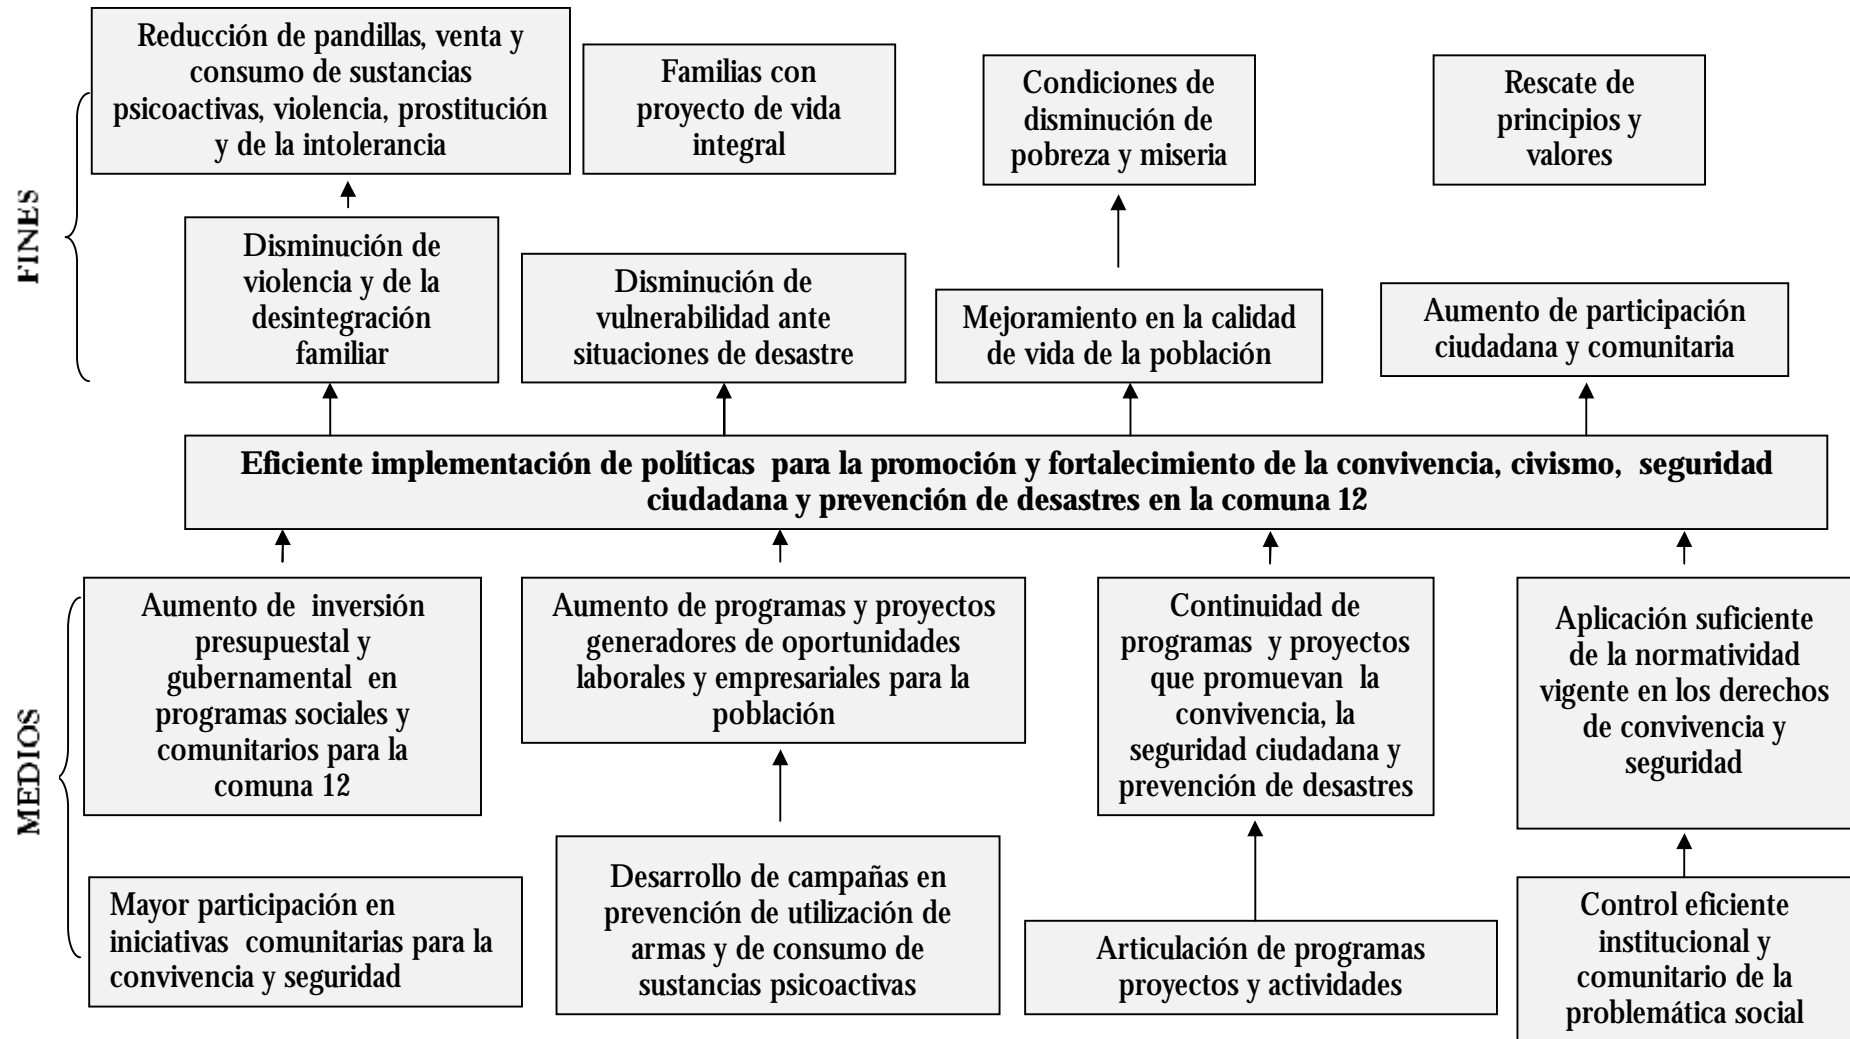 FINES
Reducción de pandillas, venta y
consumo de sustancias
psicoactivas, violencia, prostitución
y de la intolerancia
Familias con
proyecto de vida
integral
Condiciones de
disminución de
pobreza y miseria
Rescate de
principios y
valores
Disminución de
violencia y de la
desintegración
familiar
Disminución de
vulnerabilidad ante
situaciones de desastre
Mejoramiento en la calidad
de vida de la población
Aumento de participación
ciudadana y comunitaria
Eficiente implementación de políticas para la promoción y fortalecimiento de la convivencia, civismo, seguridad
ciudadana y prevención de desastres en la comuna 12
MEDIOS
Aumento de inversión
presupuestal y
gubernamental en
programas sociales y
comunitarios para la
comuna 12
Aumento de programas y proyectos
generadores de oportunidades
laborales y empresariales para la
población
Continuidad de
programas y proyectos
que promuevan la
convivencia, la
seguridad ciudadana y
prevención de desastres
Aplicación suficiente
de la normatividad
vigente en los derechos
de convivencia y
seguridad
Mayor participación en
iniciativas comunitarias para la
convivencia y seguridad
Desarrollo de campañas en
prevención de utilización de
armas y de consumo de
sustancias psicoactivas
Articulación de programas
proyectos y actividades
Control eficiente
institucional y
comunitario de la
problemática social